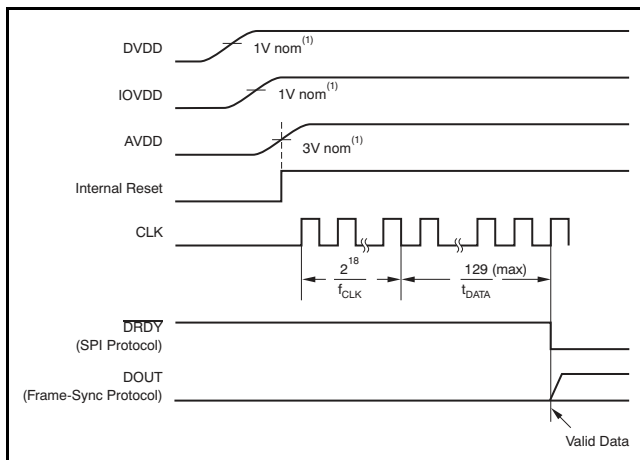 DVDD
1V nom(1)
IOVDD
1V nom(1)
AVDD
3V nom(1)
Internal Reset
CLK
2^18
fCLK
129 (max)
tDATA
DRDY
(SPI Protocol)
DOUT
(Frame-Sync Protocol)
Valid Data